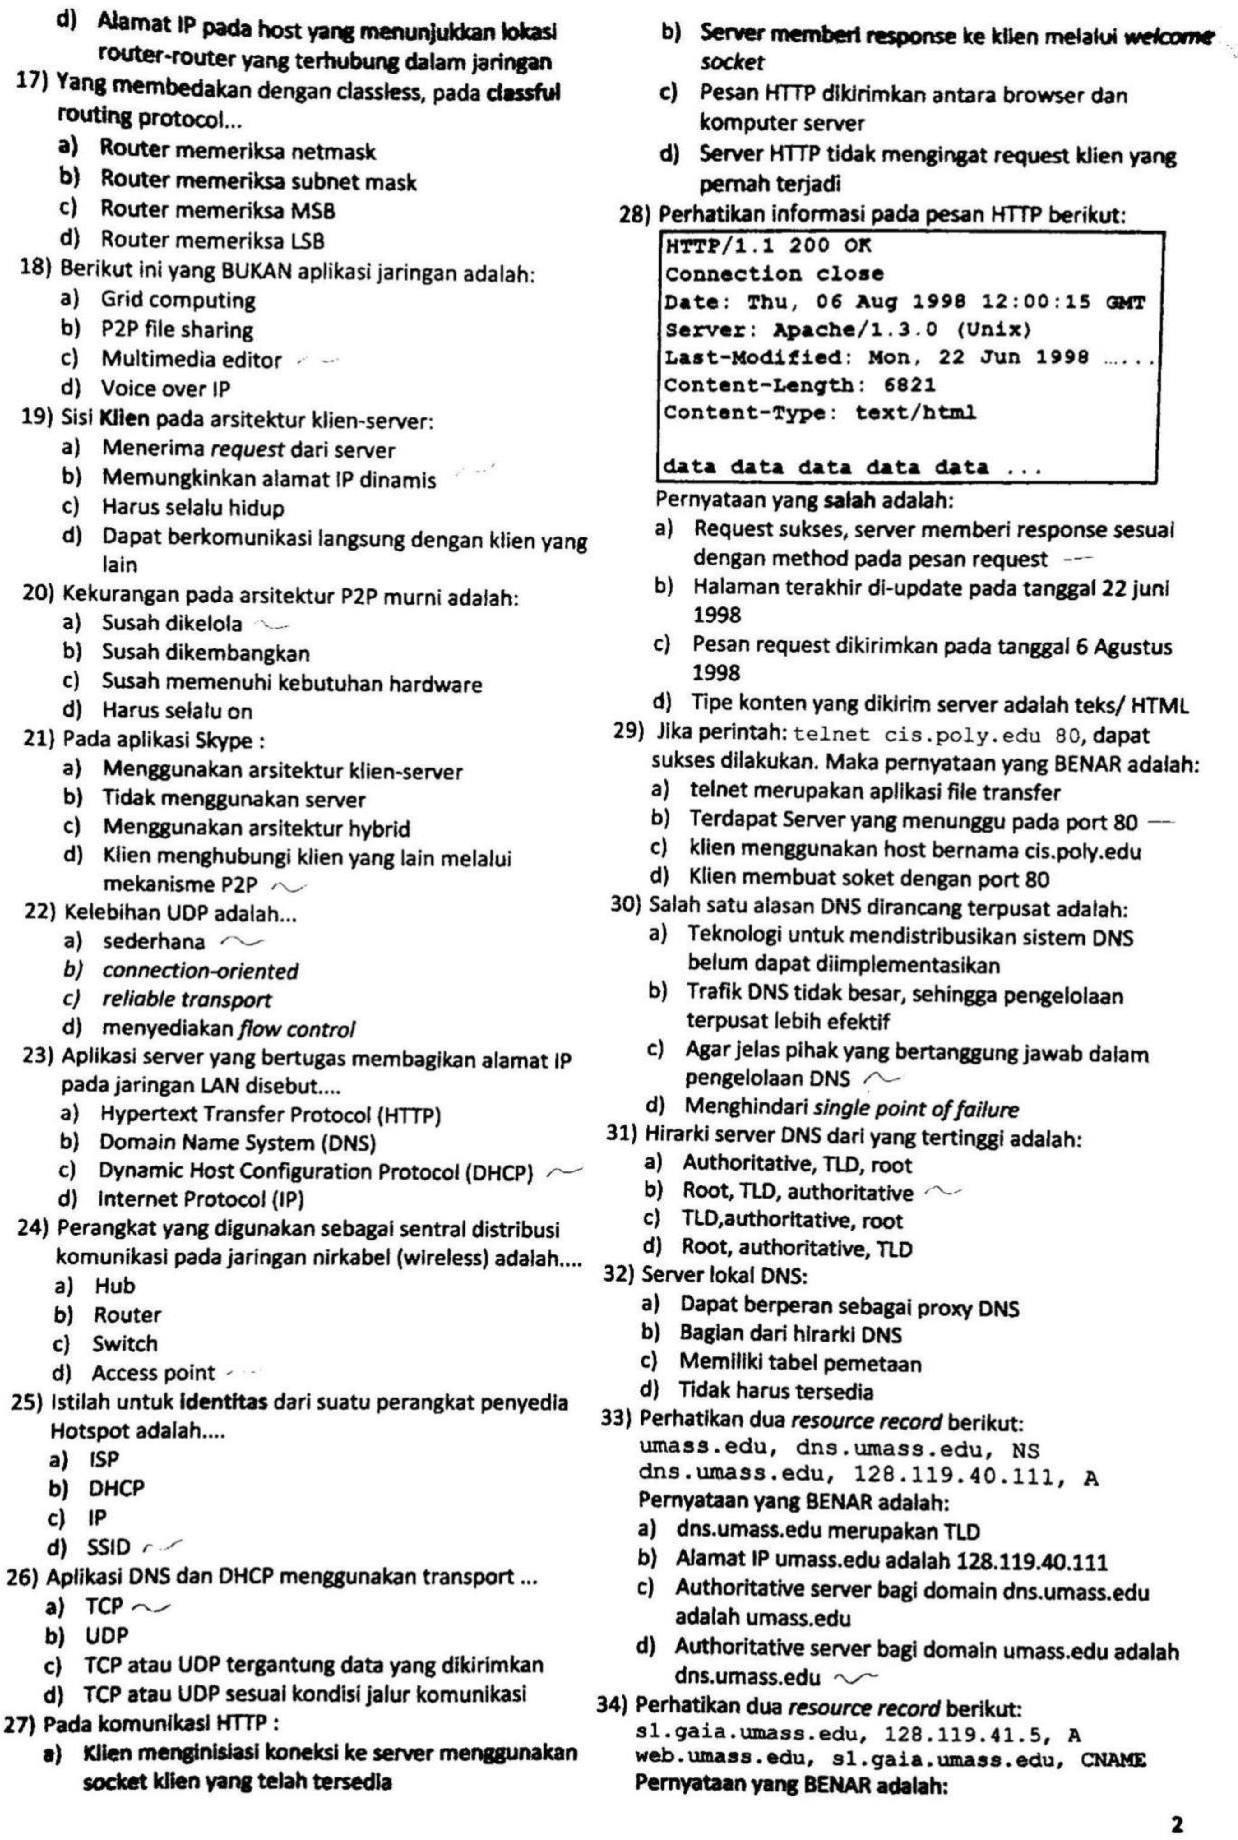 d) Alamat IP pada host yang menunjukkan lokasi
router-router yang terhubung dalam jaringan
17) Yang membedakan dengan classless, pada classful
routing protocol...
a) Router memeriksa netmask
b) Router memeriksa subnet mask
c) Router memeriksa MSB
d) Router memeriksa LSB
18) Berikut ini yang BUKAN aplikasi jaringan adalah:
a) Grid computing
b) P2P file sharing
c) Multimedia editor
d) Voice over IP
19) Sisi Klien pada arsitektur klien-server:
a) Menerima request dari server
b) Memungkinkan alamat IP dinamis
c) Harus selalu hidup
d) Dapat berkomunikasi langsung dengan klien yang
lain
20) Kekurangan pada arsitektur P2P murni adalah:
a) Susah dikelola
b) Susah dikembangkan
c) Susah memenuhi kebutuhan hardware
d) Harus selalu on
21) Pada aplikasi Skype :
a) Menggunakan arsitektur klien-server
b) Tidak menggunakan server
c) Menggunakan arsitektur hybrid
d) Klien menghubungi klien yang lain melalui
mekanisme P2P
22) Kelebihan UDP adalah...
a) sederhana
b) connection-oriented
c) reliable transport
d) menyediakan flow control
23) Aplikasi server yang bertugas membagikan alamat IP
pada jaringan LAN disebut....
a) Hypertext Transfer Protocol (HTTP)
b) Domain Name System (DNS)
c) Dynamic Host Configuration Protocol (DHCP)
d) Internet Protocol (IP)
24) Perangkat yang digunakan sebagai sentral distribusi
komunikasi pada jaringan nirkabel (wireless) adalah....
a) Hub
b) Router
c) Switch
d) Access point
25) Istilah untuk identitas dari suatu perangkat penyedia
Hotspot adalah....
a) ISP
b) DHCP
c) IP
d) SSID
26) Aplikasi DNS dan DHCP menggunakan transport ...
a) TCP
b) UDP
c) TCP atau UDP tergantung data yang dikirimkan
d) TCP atau UDP sesuai kondisi jalur komunikasi
27) Pada komunikasi HTTP :
a) Klien menginisiasi koneksi ke server menggunakan
socket klien yang telah tersedia
b) Server memberi response ke klien melalui welcome
socket
c) Pesan HTTP dikirimkan antara browser dan
komputer server
d) Server HTTP tidak mengingat request klien yang
pernah terjadi
28) Perhatikan informasi pada pesan HTTP berikut:
HTTP/1.1 200 OK
Connection close
Date: Thu, 06 Aug 1998 12:00:15 GMT
Server: Apache/1.3.0 (Unix)
Last-Modified: Mon, 22 Jun 1998 ......
Content-Length: 6821
Content-Type: text/html
data data data data data ...
Pernyataan yang salah adalah:
a) Request sukses, server memberi response sesuai
dengan method pada pesan request
b) Halaman terakhir di-update pada tanggal 22 juni
1998
c) Pesan request dikirimkan pada tanggal 6 Agustus
1998
d) Tipe konten yang dikirim server adalah teks/ HTML
29) Jika perintah: telnet cis.poly.edu 80, dapat
sukses dilakukan. Maka pernyataan yang BENAR adalah:
a) telnet merupakan aplikasi file transfer
b) Terdapat Server yang menunggu pada port 80
c) klien menggunakan host bernama cis.poly.edu
d) Klien membuat soket dengan port 80
30) Salah satu alasan DNS dirancang terpusat adalah:
a) Teknologi untuk mendistribusikan sistem DNS
belum dapat diimplementasikan
b) Trafik DNS tidak besar, sehingga pengelolaan
terpusat lebih efektif
c) Agar jelas pihak yang bertanggung jawab dalam
pengelolaan DNS
d) Menghindari single point of failure
31) Hirarki server DNS dari yang tertinggi adalah:
a) Authoritative, TLD, root
b) Root, TLD, authoritative
c) TLD,authoritative, root
d) Root, authoritative, TLD
32) Server lokal DNS:
a) Dapat berperan sebagai proxy DNS
b) Bagian dari hirarki DNS
c) Memiliki tabel pemetaan
d) Tidak harus tersedia
33) Perhatikan dua resource record berikut:
umass.edu, dns.umass.edu, NS
dns.umass.edu, 128.119.40.111, A
Pernyataan yang BENAR adalah:
a) dns.umass.edu merupakan TLD
b) Alamat IP umass.edu adalah 128.119.40.111
c) Authoritative server bagi domain dns.umass.edu
adalah umass.edu
d) Authoritative server bagi domain umass.edu adalah
dns.umass.edu
34) Perhatikan dua resource record berikut:
s1.gaia.umass.edu, 128.119.41.5, A
web.umass.edu, s1.gaia.umass.edu, CNAME
Pernyataan yang BENAR adalah:
2